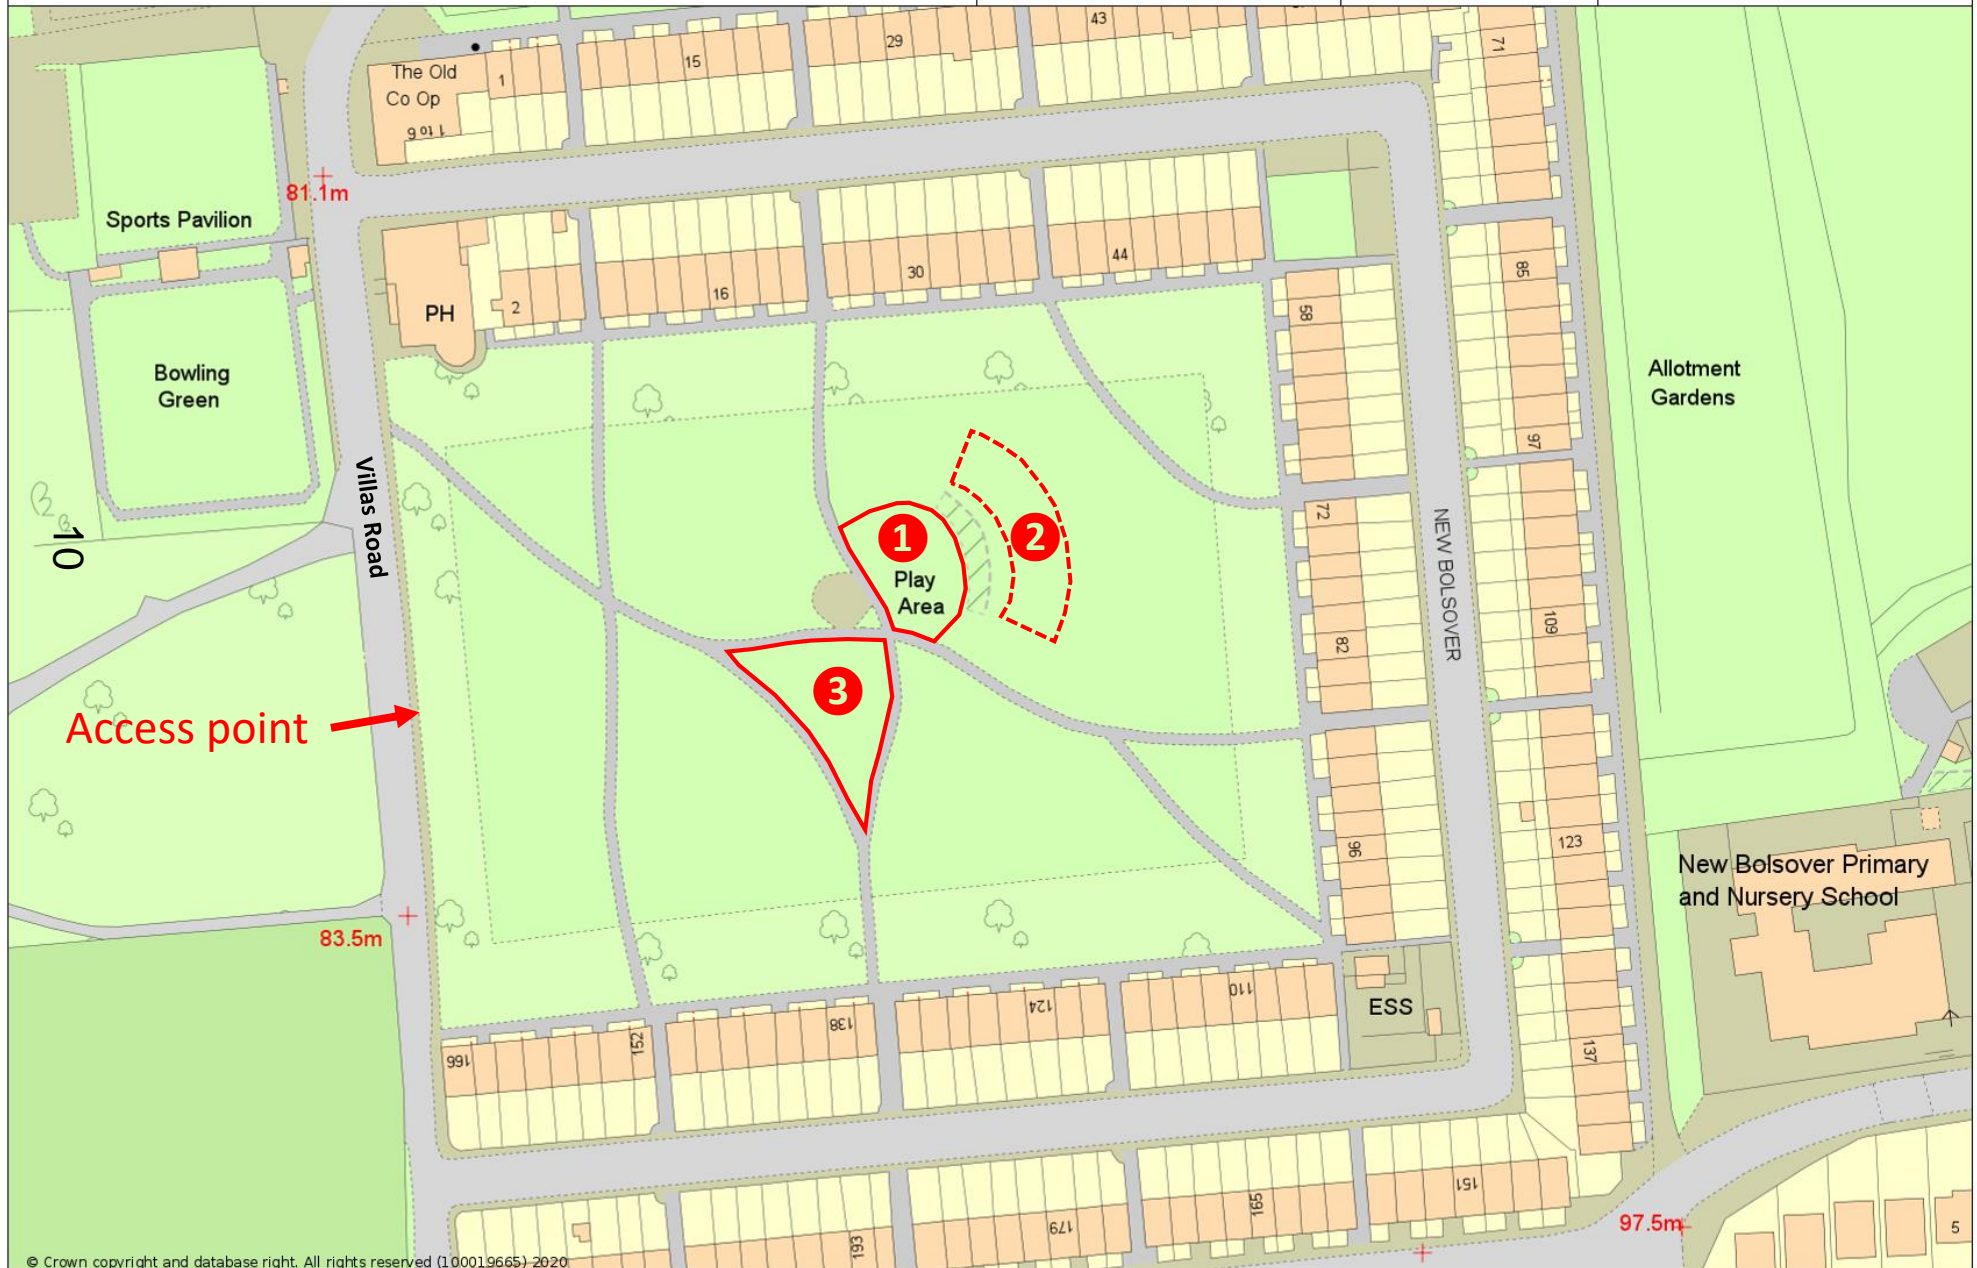 43
29
15
71
The Old
Co Op
1
1 to 6
81.1m
Sports Pavilion
44
30
16
2
PH
85
58
Bowling
Green
Allotment
Gardens
97
Villas Road
10
72
NEW BOLSOVER
1
2
Play
Area
109
82
3
Access point
123
96
New Bolsover Primary
and Nursery School
83.5m
110
124
138
152
166
ESS
137
151
165
179
193
97.5m
5
© Crown copyright and database right. All rights reserved (100019665) 2020